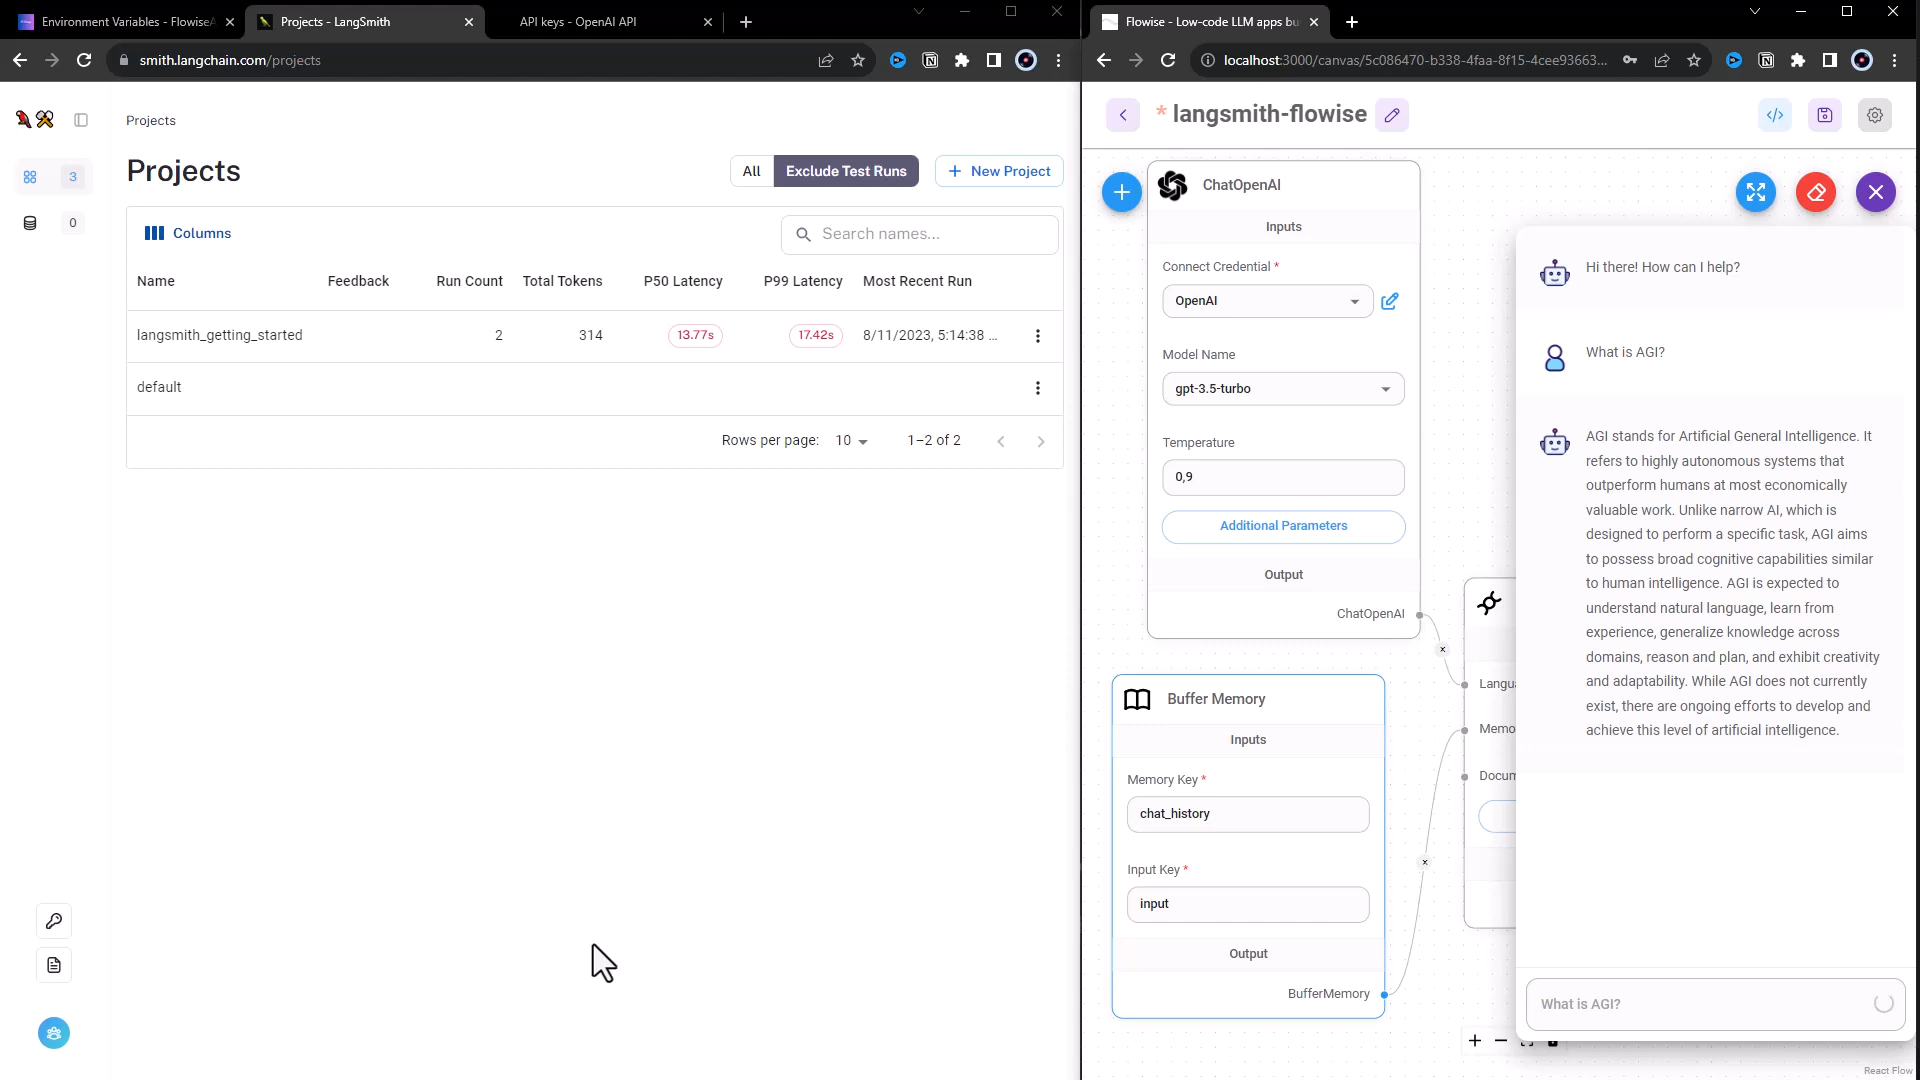 Environment Variables - FlowiseA
Projects - LangSmith
API keys - OpenAI API
smith.langchain.com/projects
3
0
Projects
Projects
All
Exclude Test Runs
New Project
Columns
Search names...
Name
Feedback
Run Count
Total Tokens
P50 Latency
P99 Latency
Most Recent Run
langsmith_getting_started
2
314
13.77s
17.42s
8/11/2023, 5:14:38 ...
default
Rows per page:
10
1–2 of 2
Flowise - Low-code LLM apps bu
localhost:3000/canvas/5c086470-b338-4faa-8f15-4cee93663...
* langsmith-flowise
ChatOpenAI
Inputs
Connect Credential *
OpenAI
Model Name
gpt-3.5-turbo
Temperature
0,9
Additional Parameters
Output
ChatOpenAI
Buffer Memory
Inputs
Memory Key *
chat_history
Input Key *
input
Output
BufferMemory
Langua
Memo
Docum
Hi there! How can I help?
What is AGI?
AGI stands for Artificial General Intelligence. It
refers to highly autonomous systems that
outperform humans at most economically
valuable work. Unlike narrow AI, which is
designed to perform a specific task, AGI aims
to possess broad cognitive capabilities similar
to human intelligence. AGI is expected to
understand natural language, learn from
experience, generalize knowledge across
domains, reason and plan, and exhibit creativity
and adaptability. While AGI does not currently
exist, there are ongoing efforts to develop and
achieve this level of artificial intelligence.
What is AGI?
React Flow